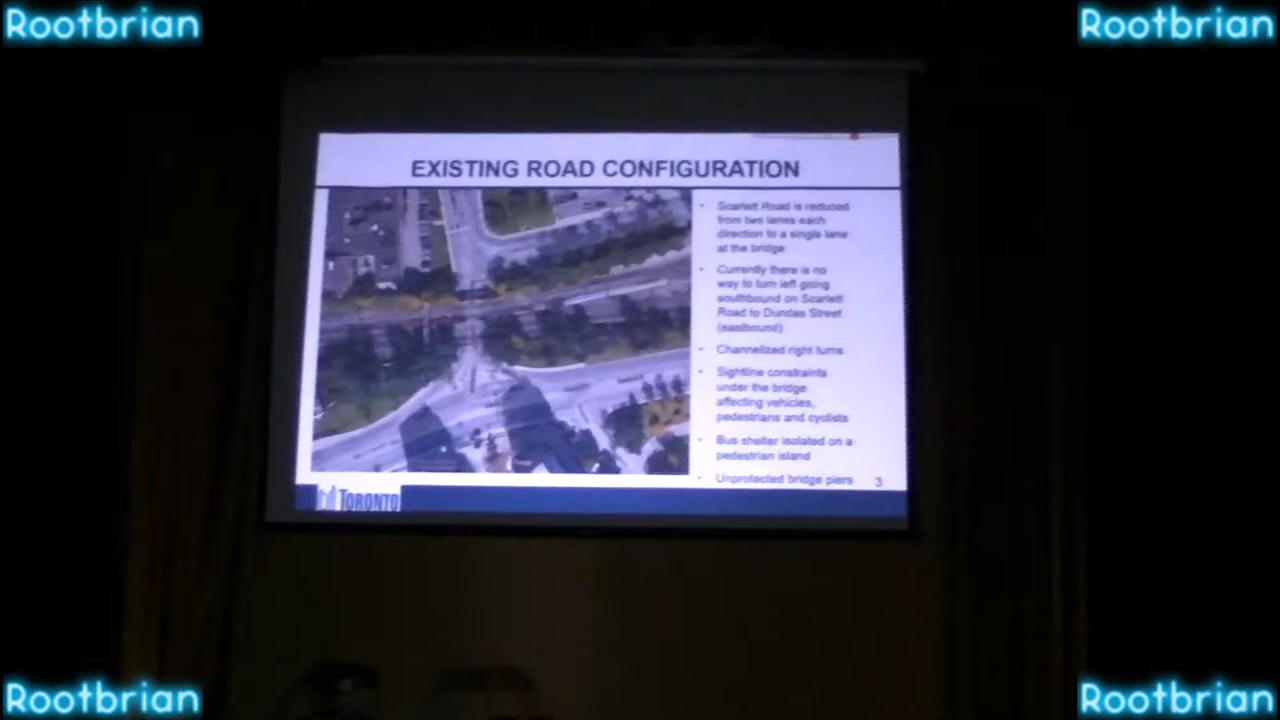 Rootbrian
Rootbrian
EXISTING ROAD CONFIGURATION
• Scarlett Road is reduced
from two lanes each
direction to a single lane
at the bridge
• Currently there is no
way to turn left going
southbound on Scarlett
Road to Dundas Street
(eastbound)
• Channelized right turns
• Sightline constraints
under the bridge
affecting vehicles,
pedestrians and cyclists
• Bus shelter isolated on a
pedestrian island
• Unprotected bridge piers
3
TORONTO
Rootbrian
Rootbrian